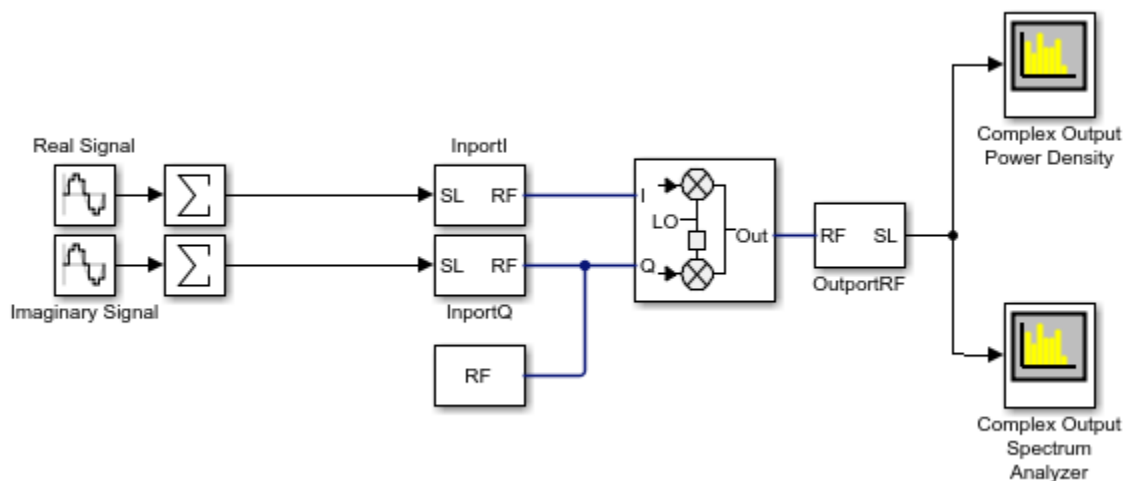 Complex Output
Power Density
Real Signal
InportI
SL RF
I
LO
Out
RF SL
SL RF
Q
OutportRF
Imaginary Signal
InportQ
RF
Complex Output
Spectrum
Analyzer